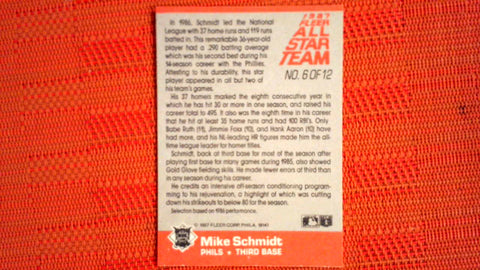 1987
FLEER
ALL
STAR
TEAM
NO. 6 OF 12
In 1986, Schmidt led the National
League with 37 home runs and 119 runs
batted in. This remarkable 36-year-old
player had a .290 batting average
which was his second best during his
14-season career with the Phillies.
Attesting to his durability, this star
player appeared in all but two of
his team's games.
His 37 homers marked the eighth consecutive year in
which he has hit 30 or more in one season, and raised his
career total to 495. It also was the eighth time in his career
that he hit at least 35 home runs and had 100 RBI's. Only
Babe Ruth (11), Jimmie Foxx (10), and Hank Aaron (10) have
had more, and his NL-leading HR figures made him the all-
time league leader for homer titles.
Schmidt, back at third base for most of the season after
playing first base for many games during 1985, also showed
Gold Glove fielding skills. He made fewer errors at third than
in any season during his career.
He credits an intensive off-season conditioning program-
ming to his rejuvenation, a highlight of which was cutting
down his strikeouts to below 80 for the season.
Selection based on 1986 performance.
© 1987 FLEER CORP., PHILA. 19141
Mike Schmidt
PHILS ★ THIRD BASE